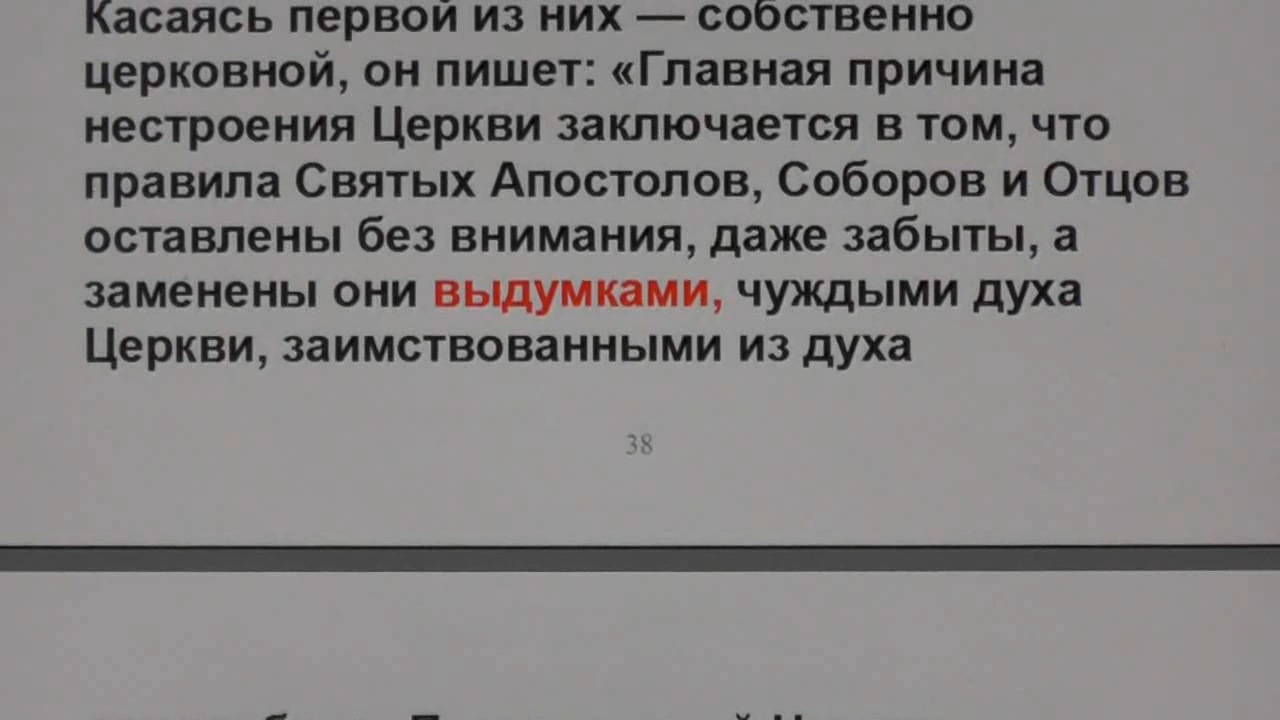 Касаясь первой из них — собственно
церковной, он пишет: «Главная причина
нестроения Церкви заключается в том, что
правила Святых Апостолов, Соборов и Отцов
оставлены без внимания, даже забыты, а
заменены они выдумками, чуждыми духа
Церкви, заимствованными из духа
38